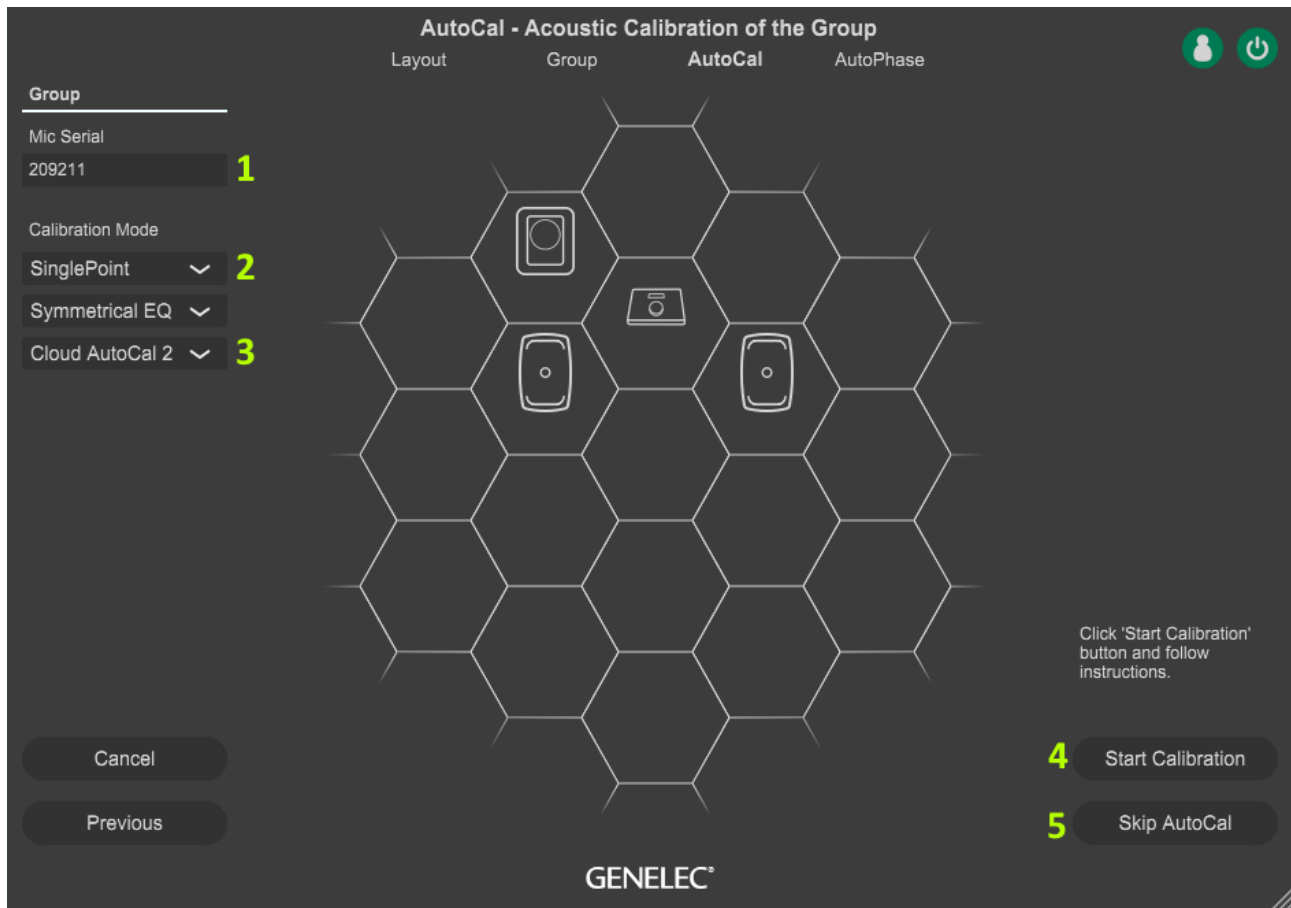 AutoCal - Acoustic Calibration of the Group
Layout Group AutoCal AutoPhase
Group
Mic Serial
209211 1
Calibration Mode
SinglePoint 2
Symmetrical EQ
Cloud AutoCal 2 3
Click 'Start Calibration'
button and follow
instructions.
Cancel
4 Start Calibration
Previous
5 Skip AutoCal
GENELEC®